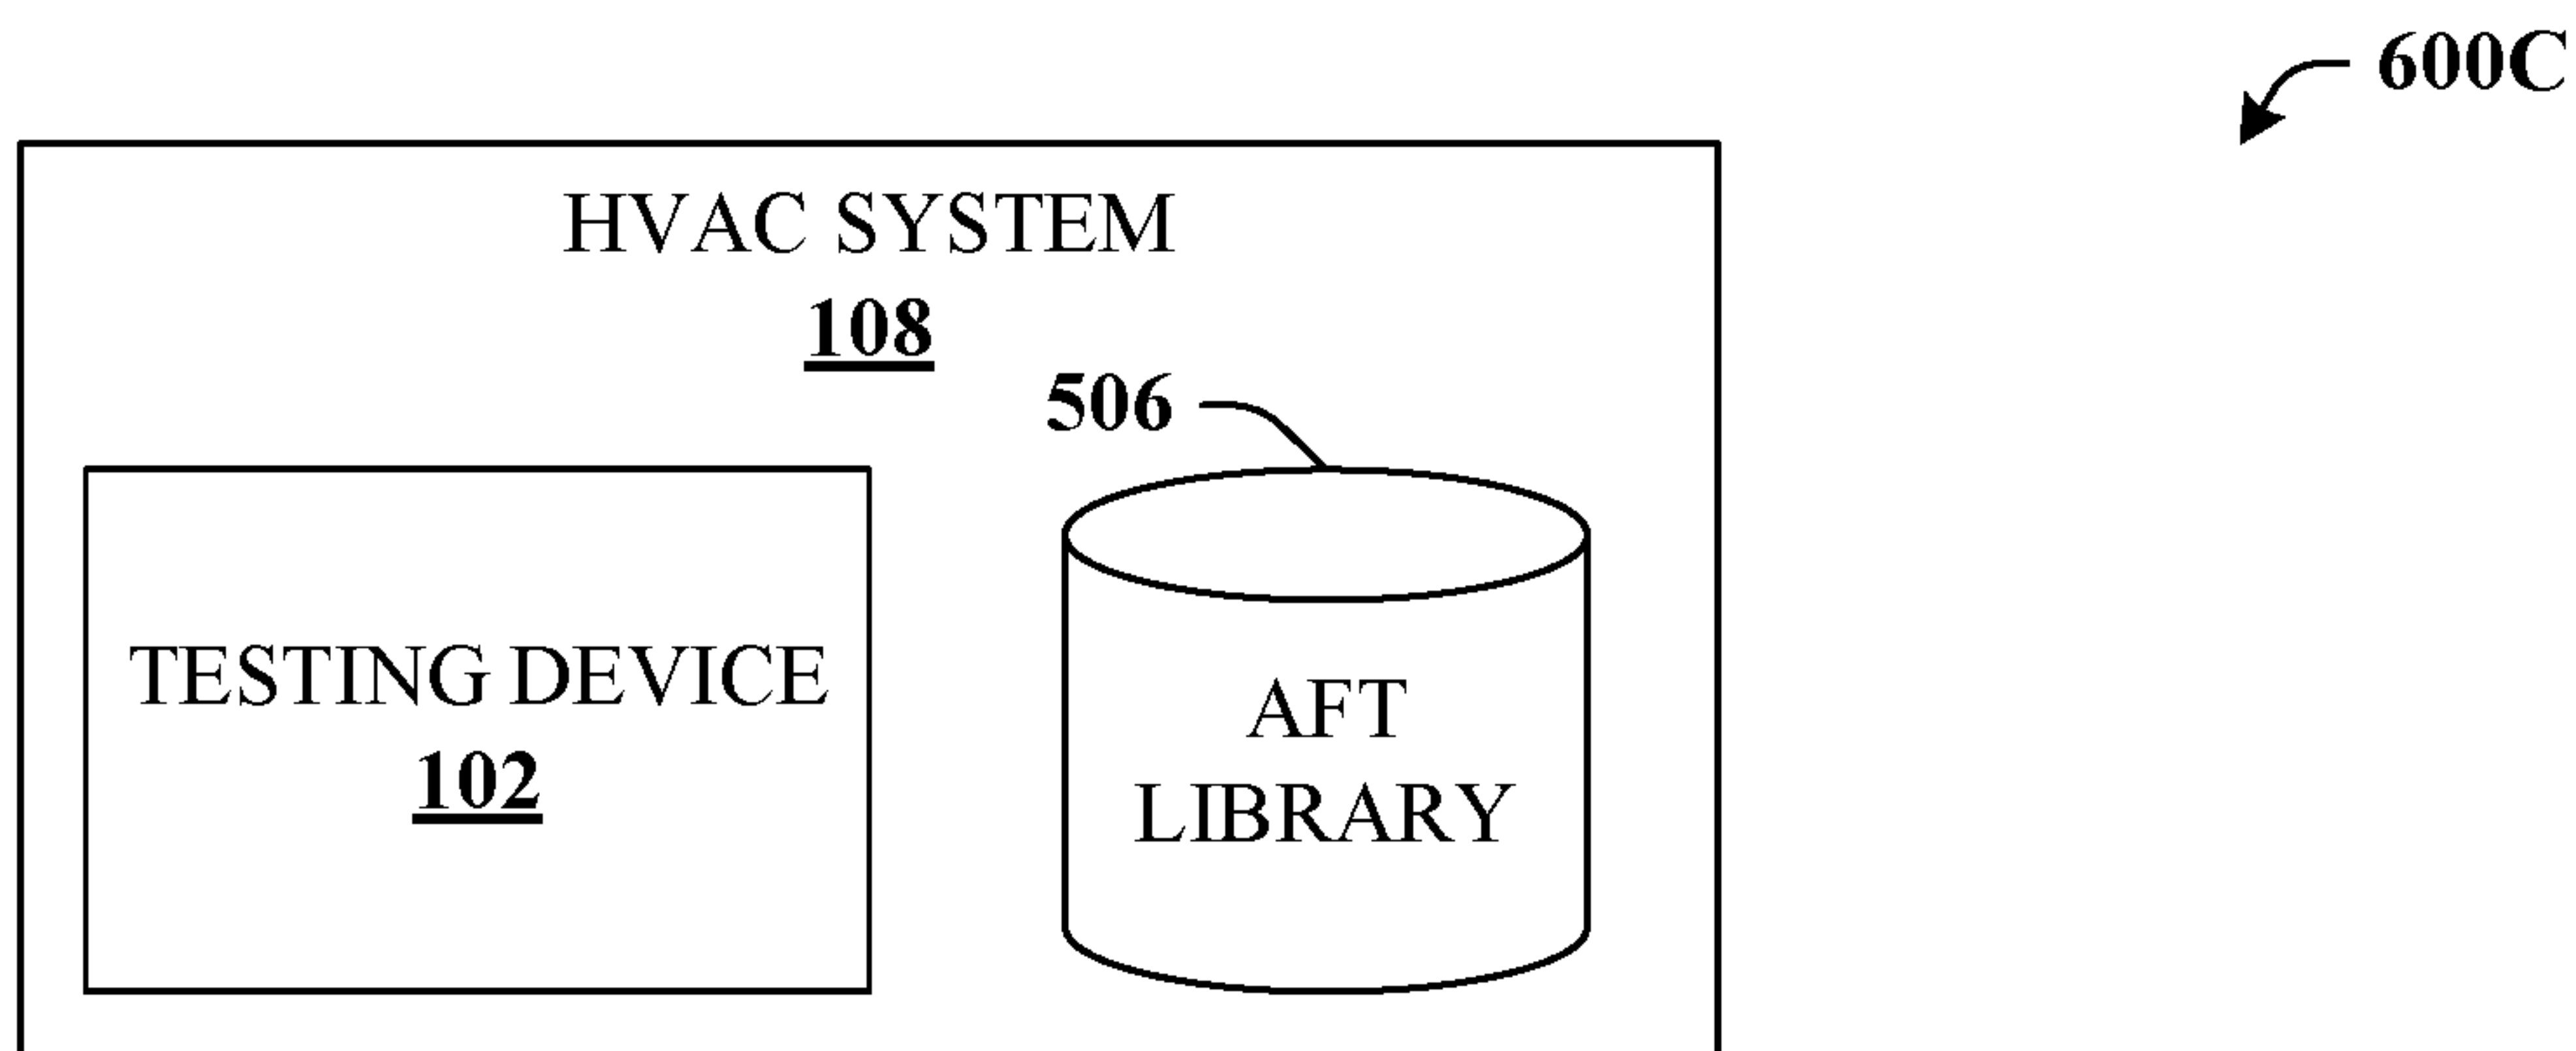 600C
HVAC SYSTEM
108
506
TESTING DEVICE
102
AFT
LIBRARY